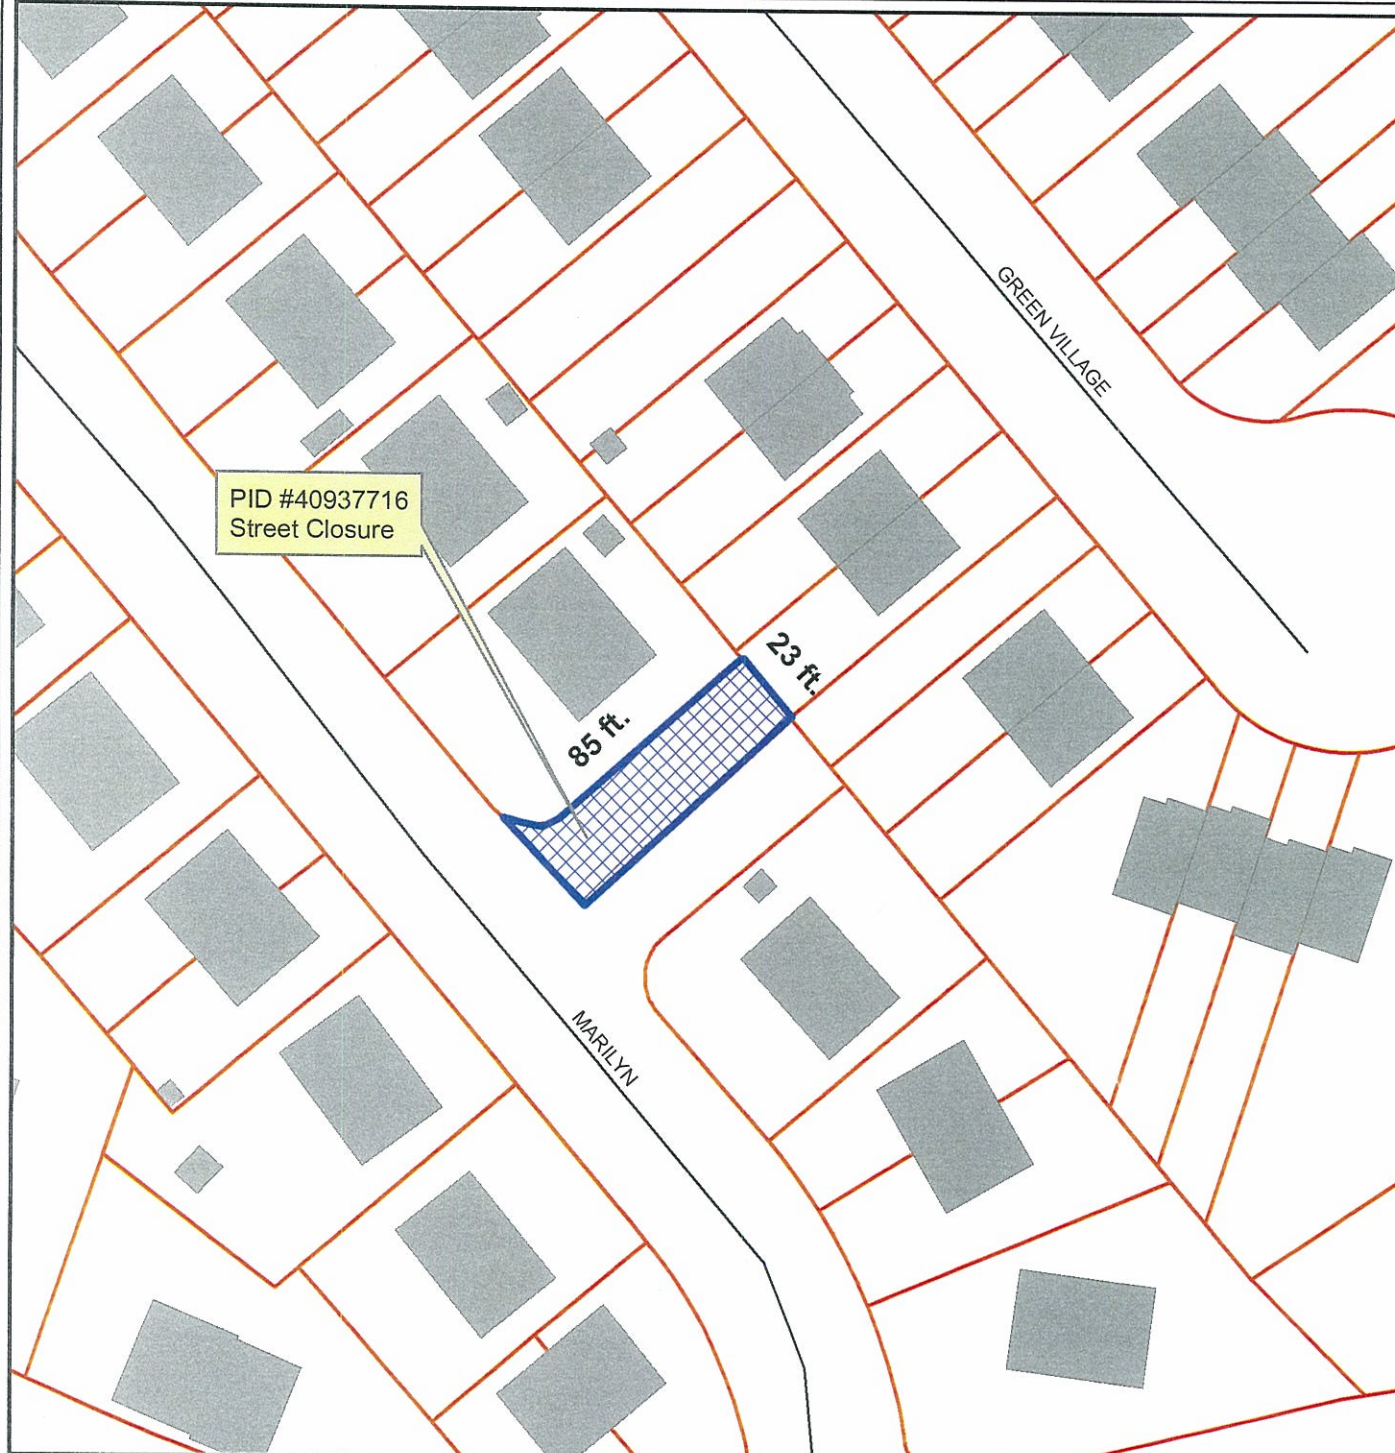 GREEN VILLAGE
PID #40937716
Street Closure
23 ft.
85 ft.
MARILYN